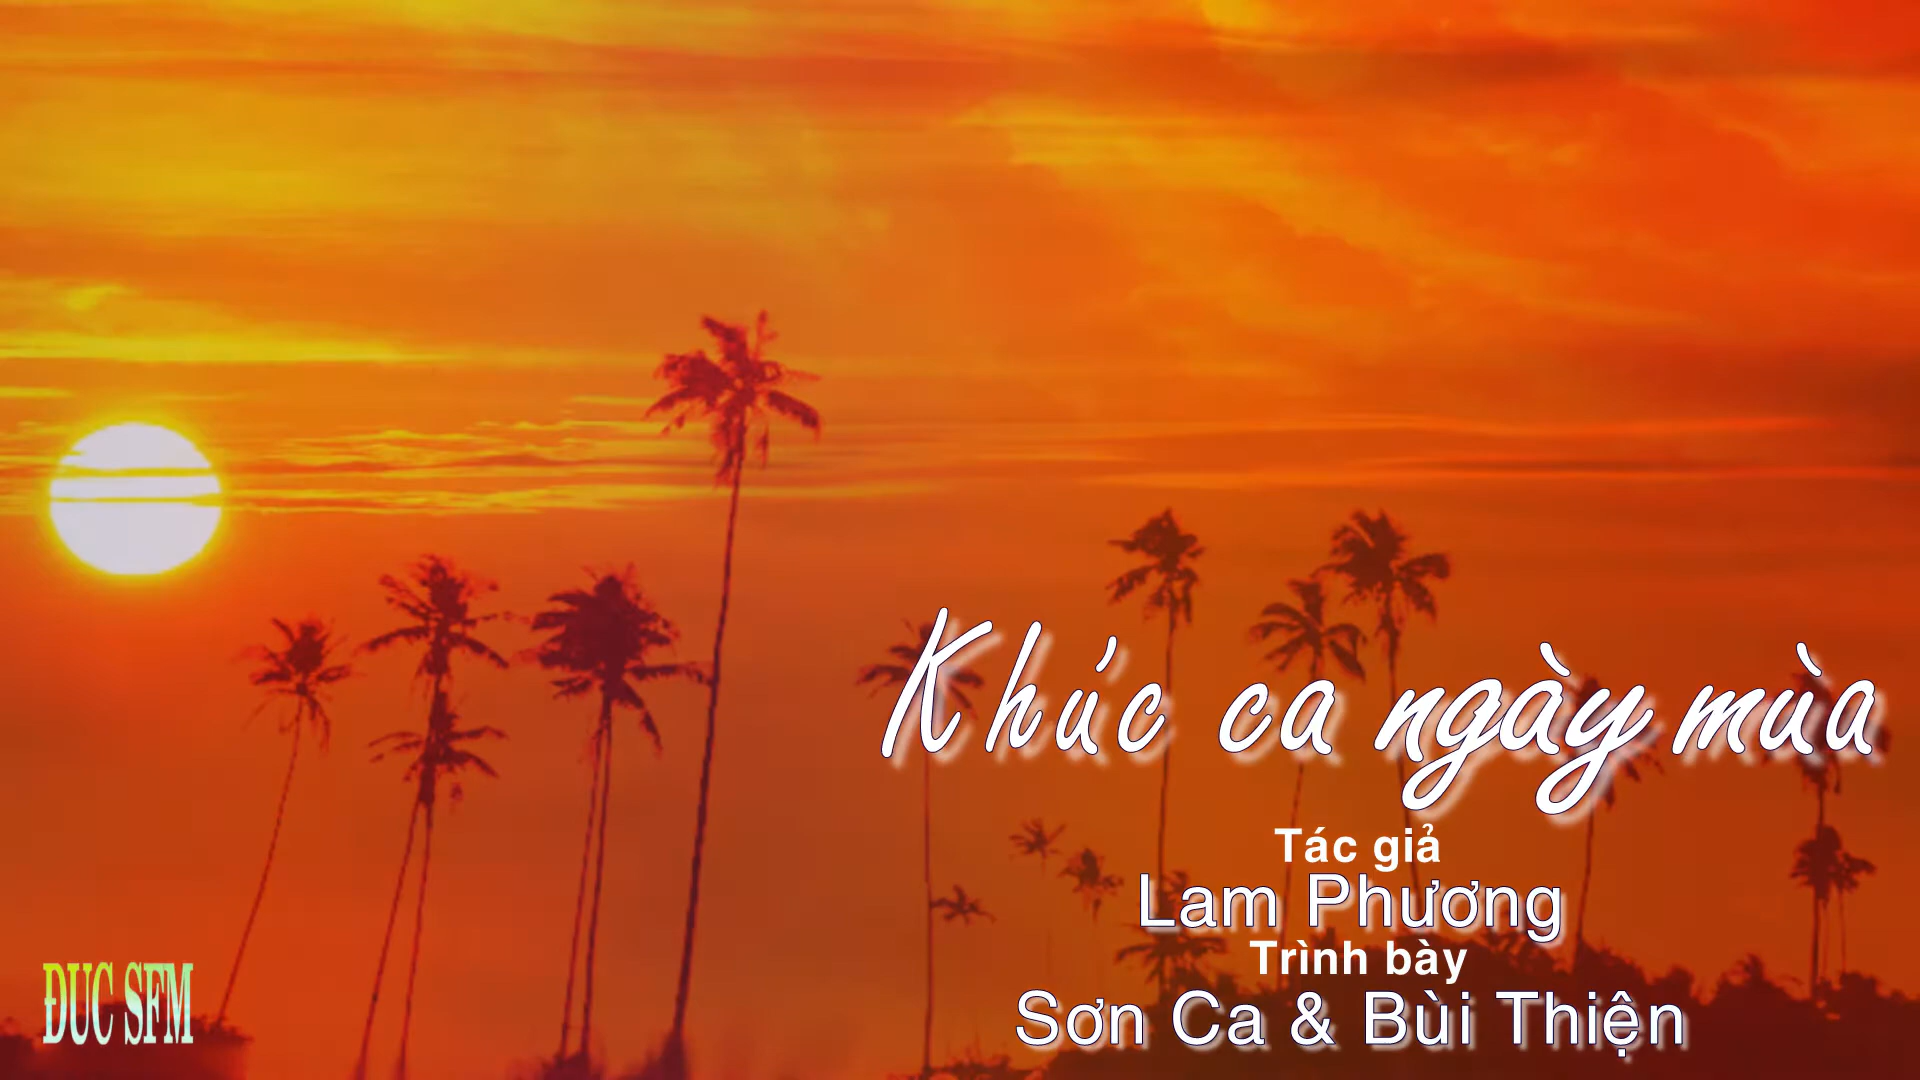 Khúc ca ngày mùa
Tác giả
Lam Phương
Trình bày
Sơn Ca & Bùi Thiện
ĐUC SFM